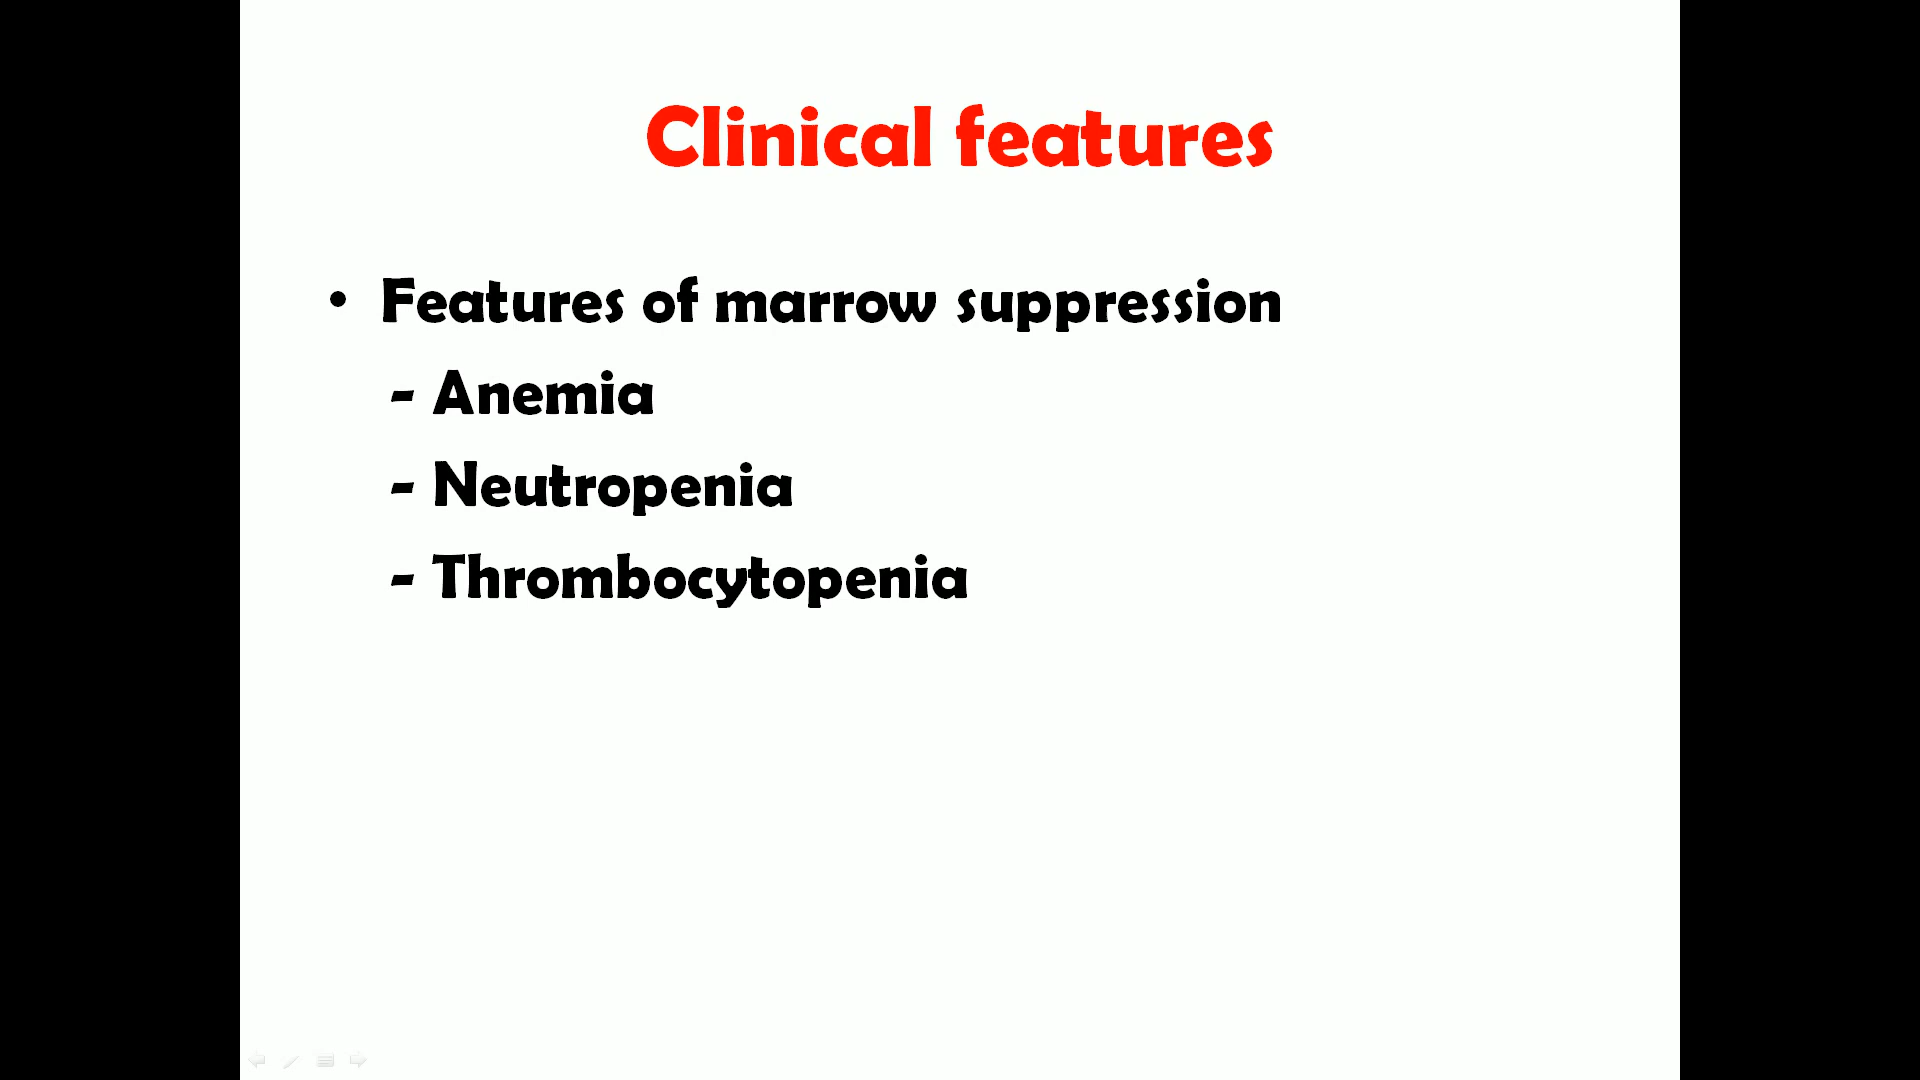 Clinical features
• Features of marrow suppression
- Anemia
- Neutropenia
- Thrombocytopenia